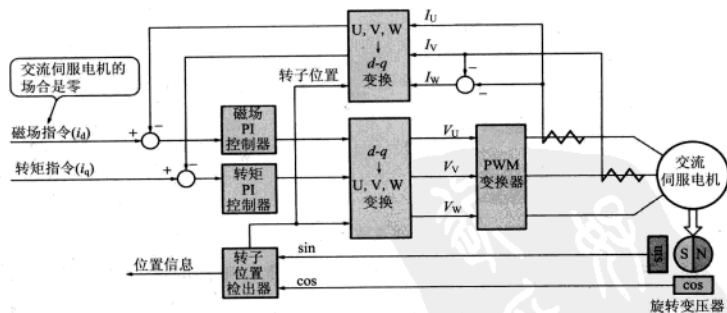 交流伺服电机的
场合是零
磁场指令(id)
转矩指令(iq)
+
−
+
−
磁场
PI
控制器
转矩
PI
控制器
转子位置
U, V, W
↓
d-q
变换
IU
IV
IW
−
−
d-q
↓
U, V, W
变换
VU
VV
VW
PWM
变换器
交流
伺服电机
位置信息
转子
位置
检出器
sin
cos
sin
S N
cos
旋转变压器